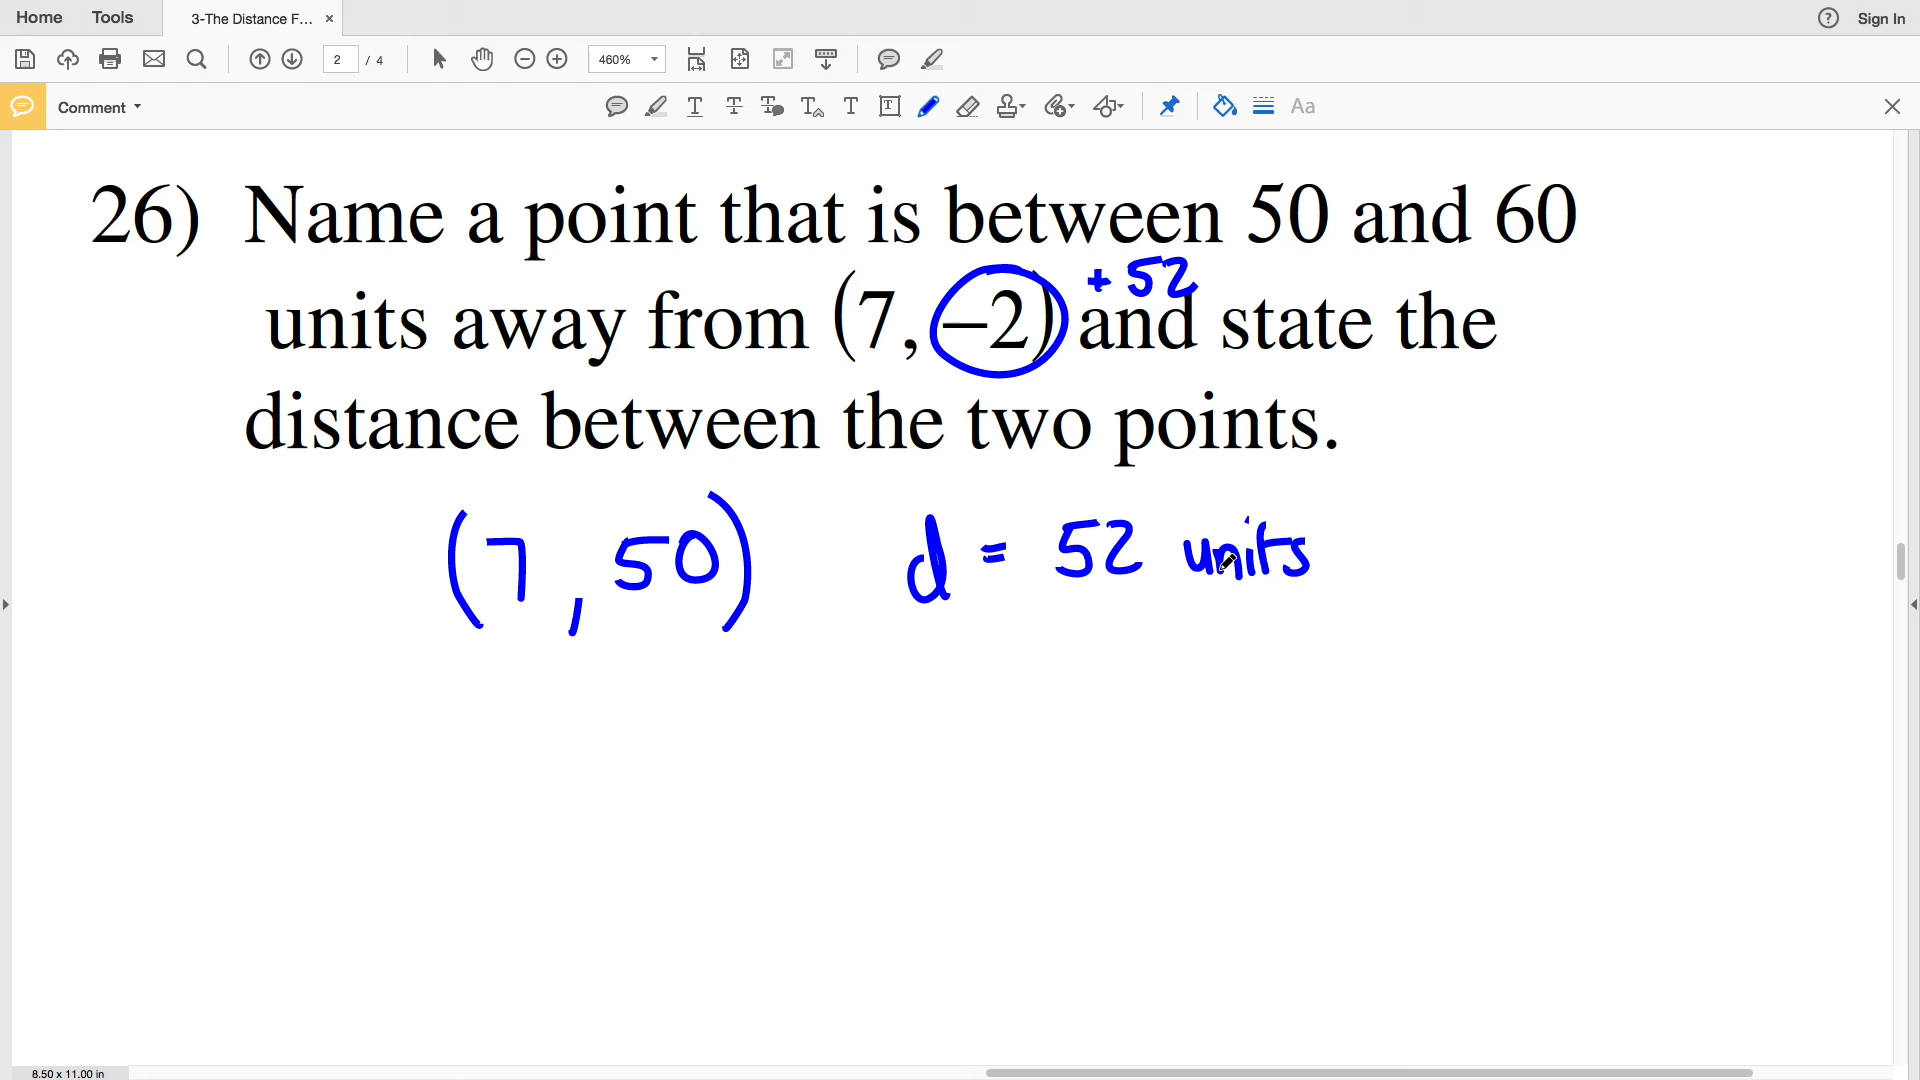 Home Tools 3-The Distance F... × ? Sign In
2 / 4 460%
Comment T T T T T T Aa
26) Name a point that is between 50 and 60
+ 52
units away from (7, −2) and state the
distance between the two points.
(7, 50) d = 52 units
8.50 x 11.00 in